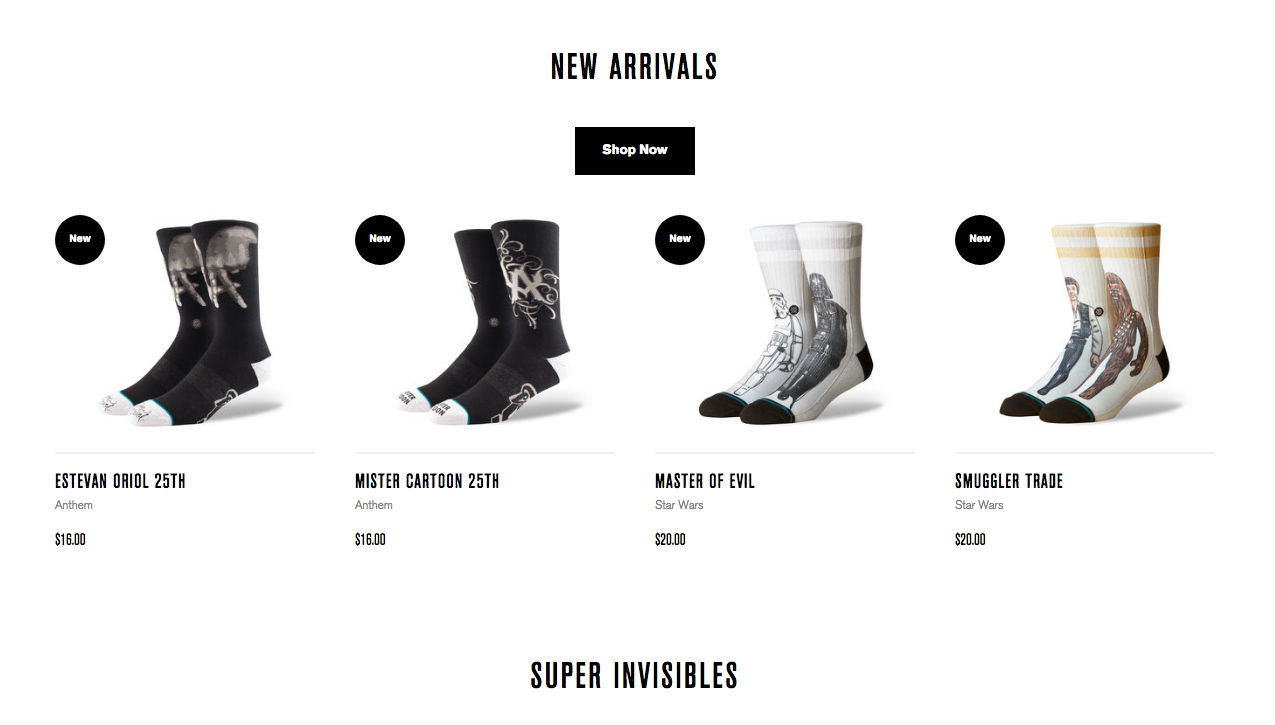 NEW ARRIVALS
Shop Now
New
New
New
New
ESTEVAN ORIOL 25TH
Anthem
$16.00
MISTER CARTOON 25TH
Anthem
$16.00
MASTER OF EVIL
Star Wars
$20.00
SMUGGLER TRADE
Star Wars
$20.00
SUPER INVISIBLES